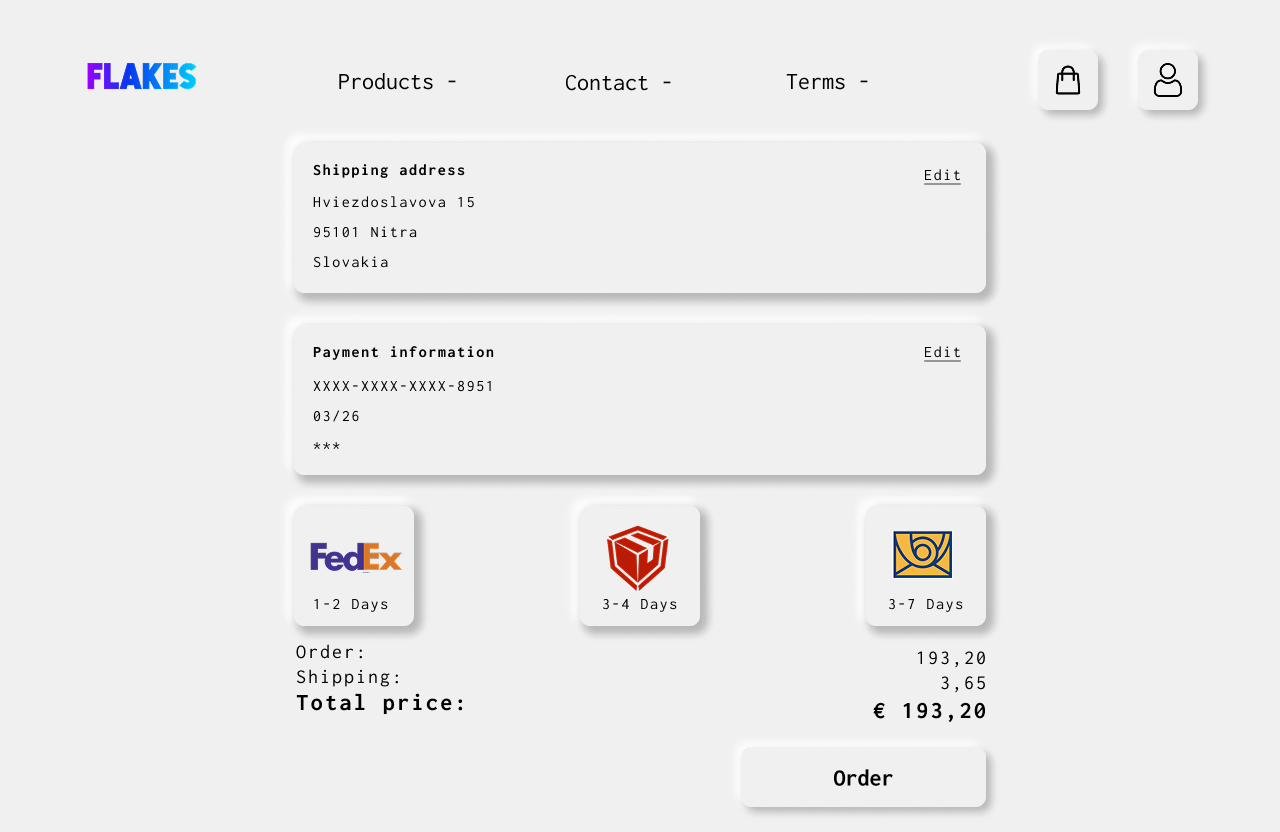 FLAKES
Products -
Contact -
Terms -
Shipping address
Edit
Hviezdoslavova 15
95101 Nitra
Slovakia
Payment information
Edit
XXXX-XXXX-XXXX-8951
03/26
***
FedEx
1-2 Days
3-4 Days
3-7 Days
Order:
193,20
Shipping:
3,65
Total price:
€ 193,20
Order